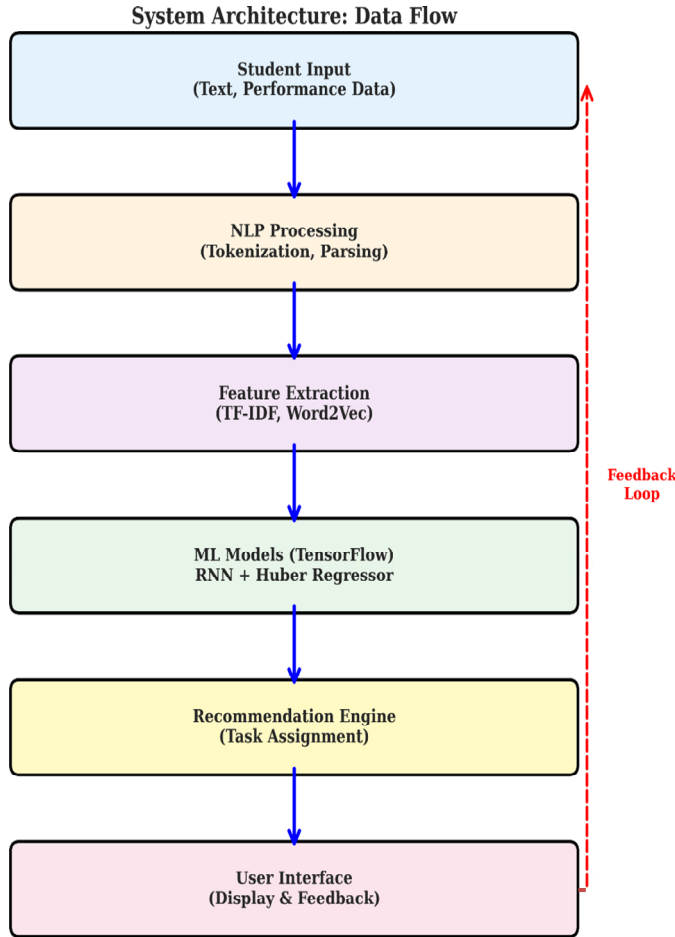 System Architecture: Data Flow
Student Input
(Text, Performance Data)
NLP Processing
(Tokenization, Parsing)
Feature Extraction
(TF-IDF, Word2Vec)
Feedback
Loop
ML Models (TensorFlow)
RNN + Huber Regressor
Recommendation Engine
(Task Assignment)
User Interface
(Display & Feedback)